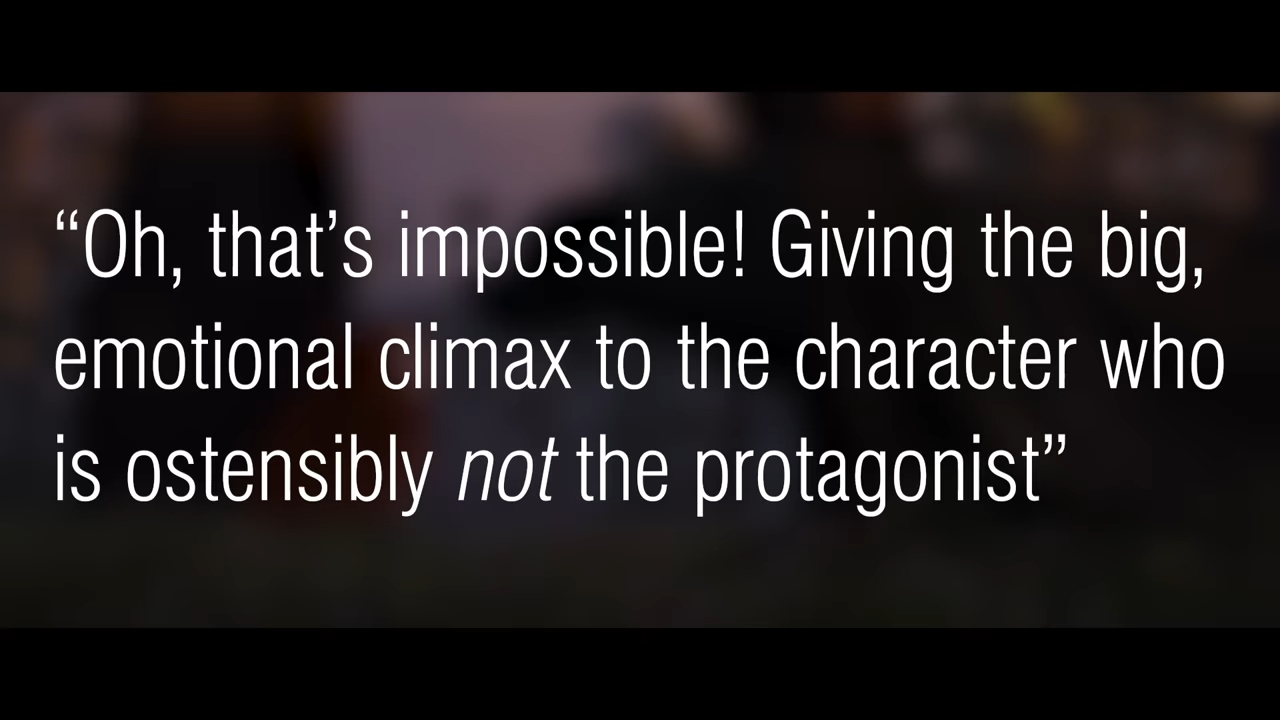 “Oh, that’s impossible! Giving the big,
emotional climax to the character who
is ostensibly not the protagonist”